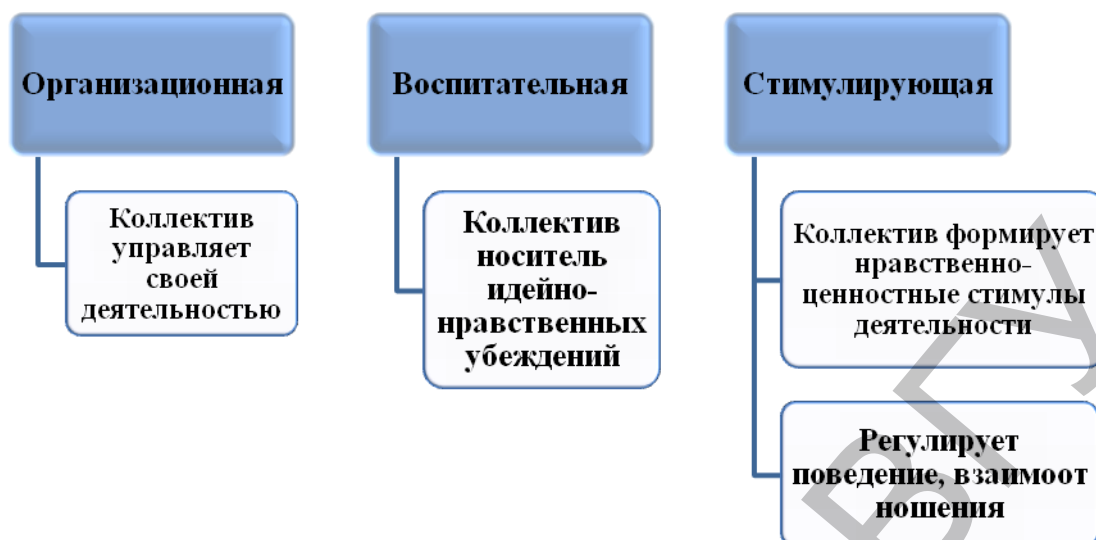 Организационная
Коллектив
управляет
своей
деятельностью
Воспитательная
Коллектив
носитель
идейно-
нравственных
убеждений
Стимулирующая
Коллектив формирует
нравственно-
ценностные стимулы
деятельности
Регулирует
поведение, взаимоот
ношения
ВГУ